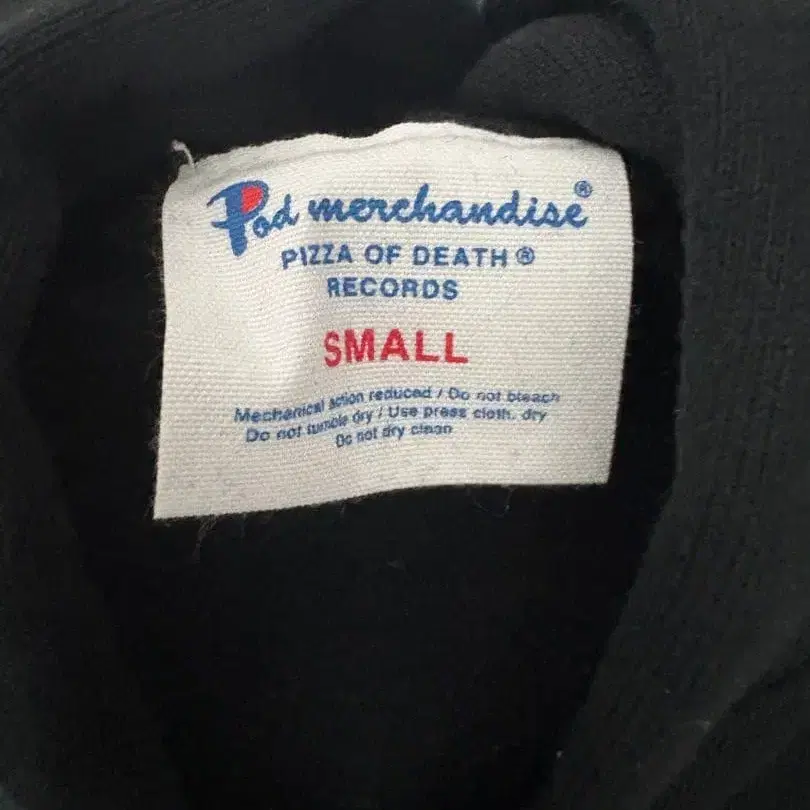 Pod merchandise®
PIZZA OF DEATH®
RECORDS
SMALL
Mechanical action reduced / Do not bleach
Do not tumble dry / Use press cloth. dry
Do not dry clean